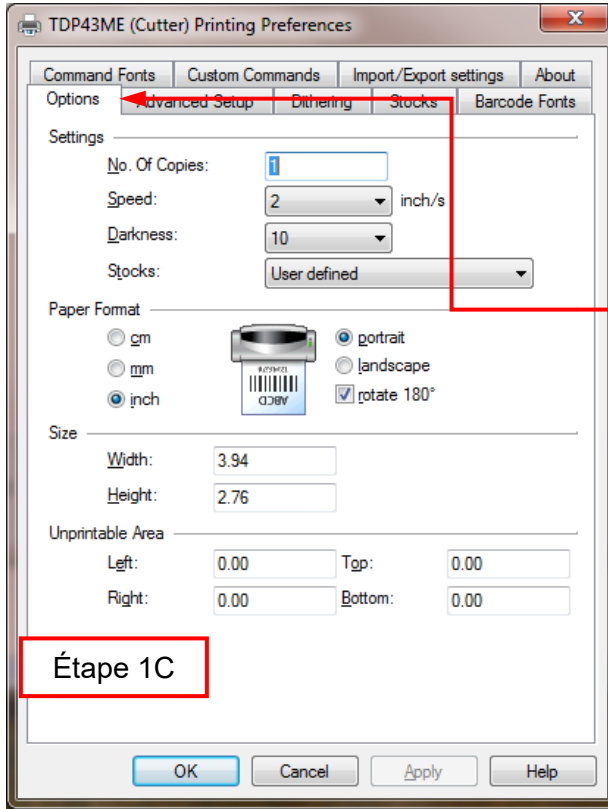 TDP43ME (Cutter) Printing Preferences
Command Fonts Custom Commands Import/Export settings About
Options Advanced Setup Dithering Stocks Barcode Fonts
Settings
No. Of Copies: 1
Speed: 2 inch/s
Darkness: 10
Stocks: User defined
Paper Format
cm portrait
mm landscape
inch rotate 180°
12345678
ABCD
Size
Width: 3.94
Height: 2.76
Unprintable Area
Left: 0.00 Top: 0.00
Right: 0.00 Bottom: 0.00
Étape 1C
OK Cancel Apply Help